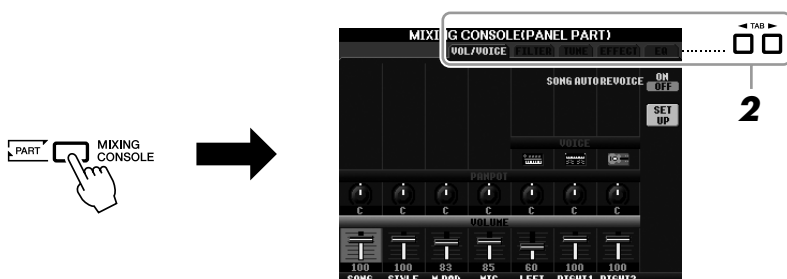 MIXING CONSOLE(PANEL PART)
◄ TAB ►
VOL/VOICE FILTER TUNE EFFECT EQ
2
SONG AUTO REVOICE ON
OFF
SET
UP
PART
MIXING
CONSOLE
VOICE
PANPOT
C C C C C C C
VOLUME
100 100 83 85 60 100 100
SONG STYLE M.PAD MIC LEFT RIGHT1 RIGHT2